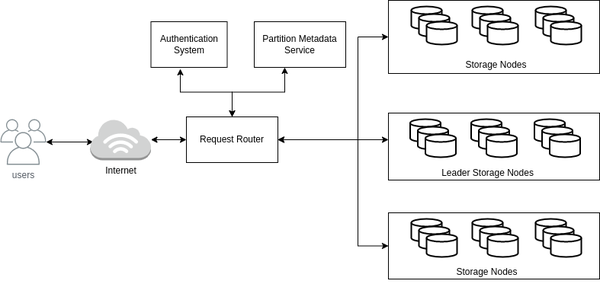 Authentication
System
Partition Metadata
Service
Storage Nodes
Request Router
users
Internet
Leader Storage Nodes
Storage Nodes